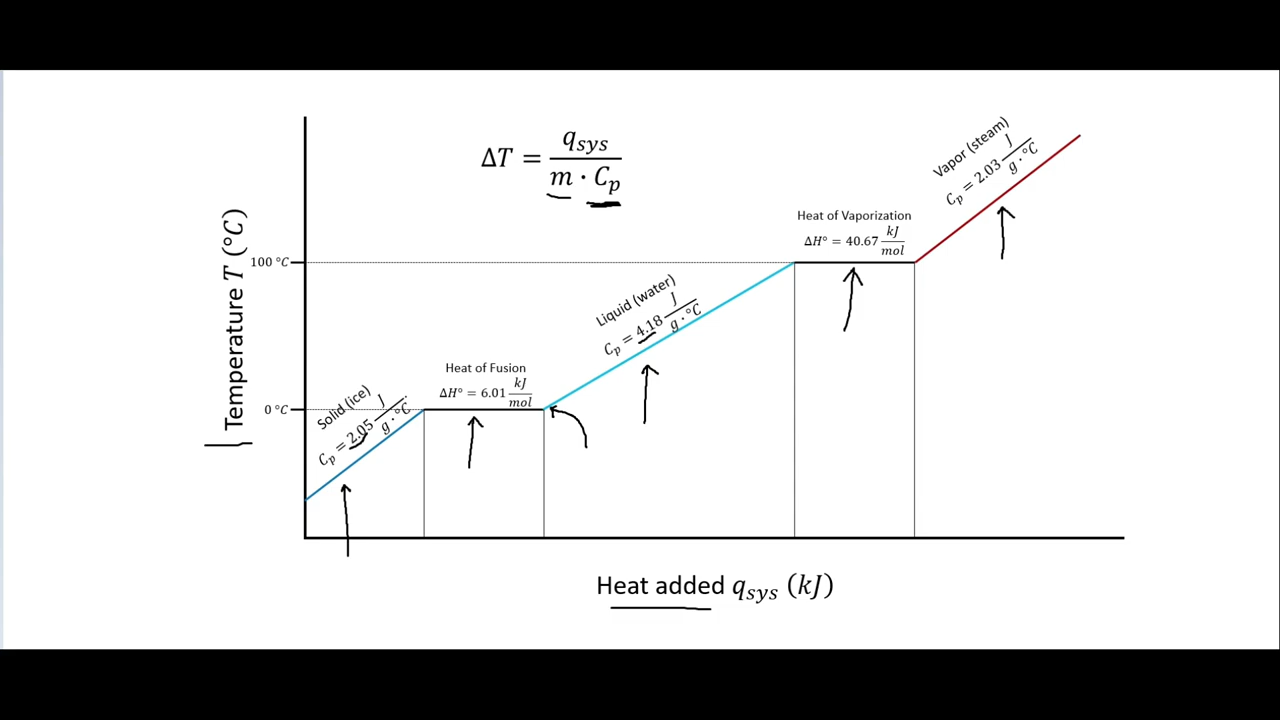 ΔT = q_sys / (m · C_p)
Vapor (steam)
C_p = 2.03 J / (g · °C)
Heat of Vaporization
ΔH° = 40.67 kJ / mol
100 °C
Liquid (water)
C_p = 4.18 J / (g · °C)
Heat of Fusion
ΔH° = 6.01 kJ / mol
0 °C
Solid (ice)
C_p = 2.05 J / (g · °C)
Temperature T (°C)
Heat added q_sys (kJ)